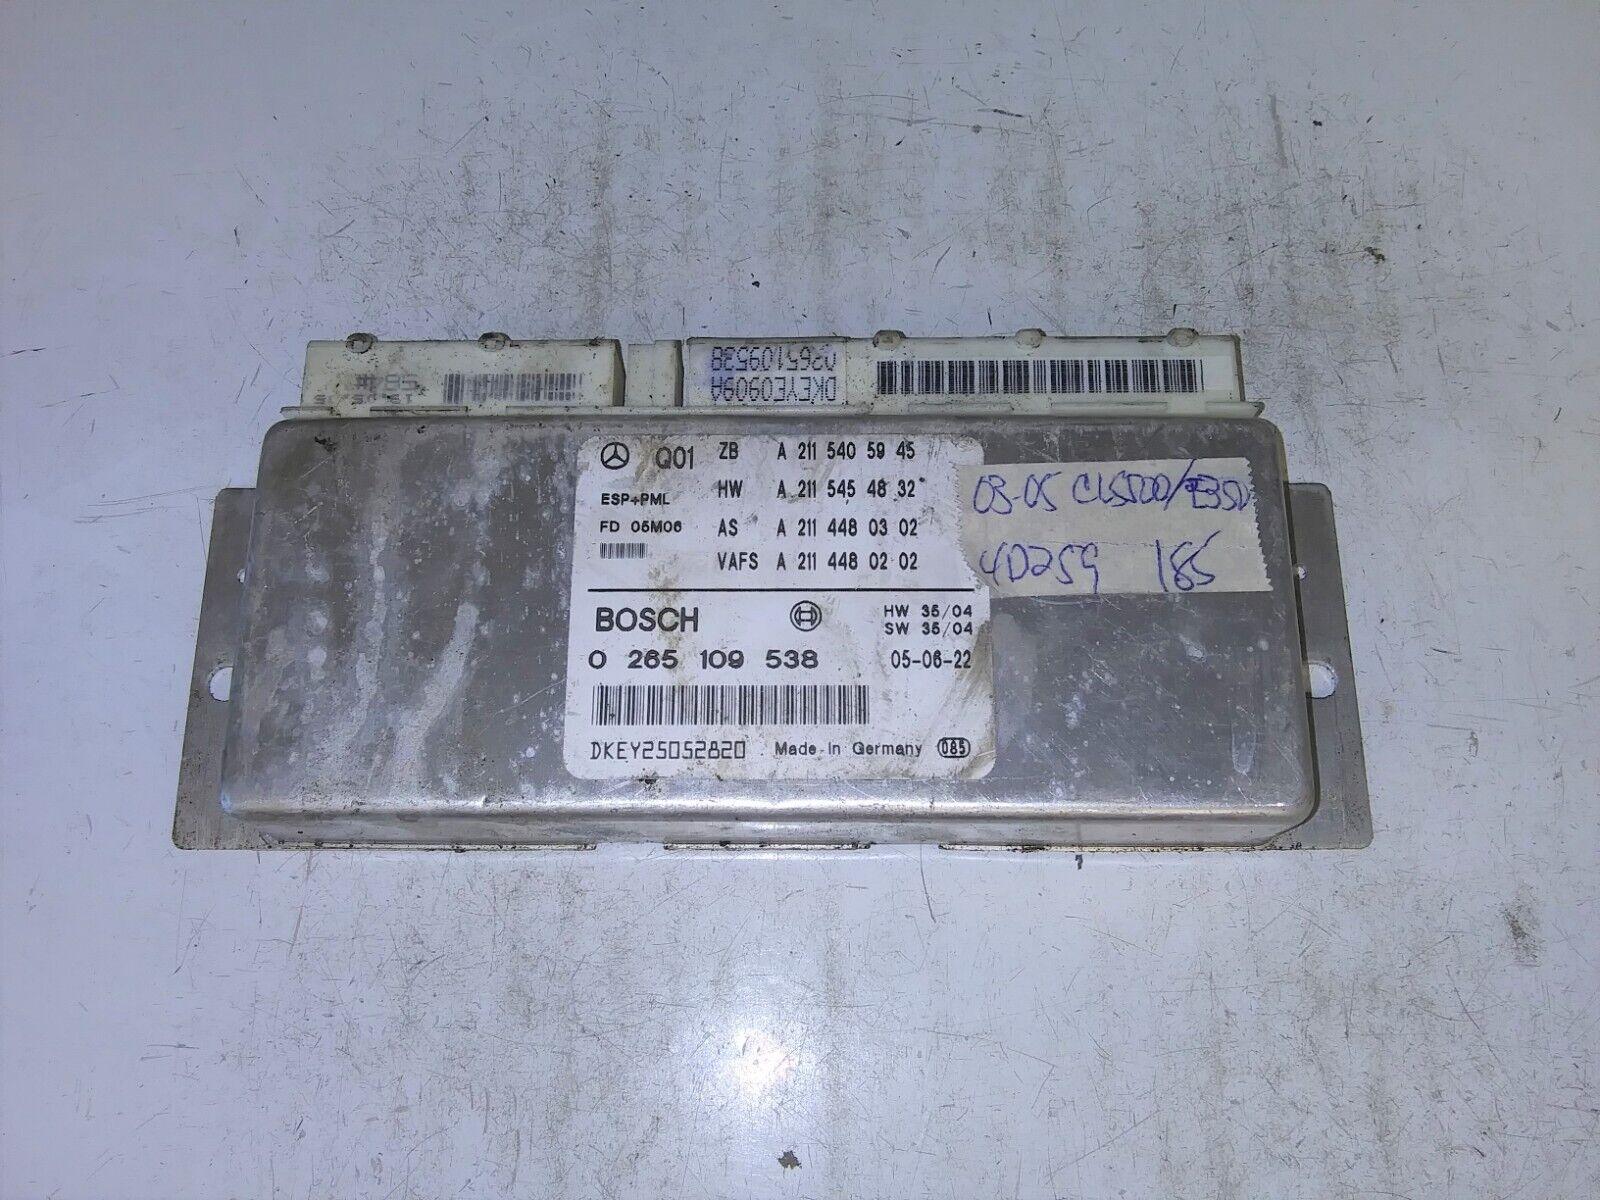 DKEYE0909A
0265109538
Q01 ZB A 211 540 59 45
ESP+PML HW A 211 545 48 32
FD 05M06 AS A 211 448 03 02
VAFS A 211 448 02 02
03-05 CLS500/E350
4D259 185
BOSCH
HW 35/04
SW 35/04
0 265 109 538 05-06-22
DKEY25052820 Made in Germany 085